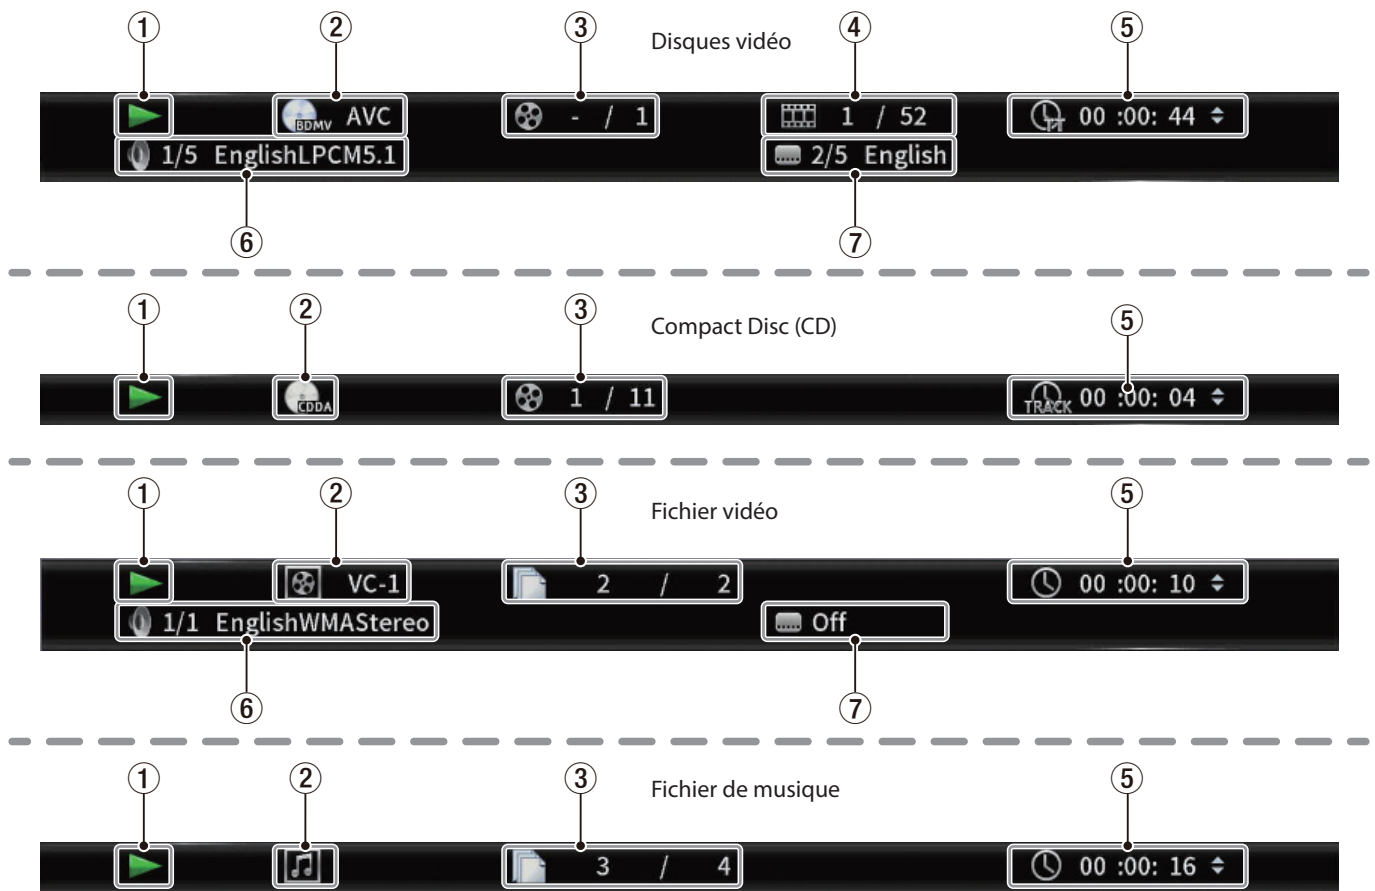 ① ② ③ ④ ⑤
Disques vidéo
BDMV AVC - / 1 1 / 52 TT 00 :00: 44
1/5 EnglishLPCM5.1 2/5 English
⑥ ⑦
① ② ③ ⑤
Compact Disc (CD)
CDDA 1 / 11 TRACK 00 :00: 04
① ② ③ ⑤
Fichier vidéo
VC-1 2 / 2 00 :00: 10
1/1 EnglishWMAStereo Off
⑥ ⑦
① ② ③ ⑤
Fichier de musique
3 / 4 00 :00: 16